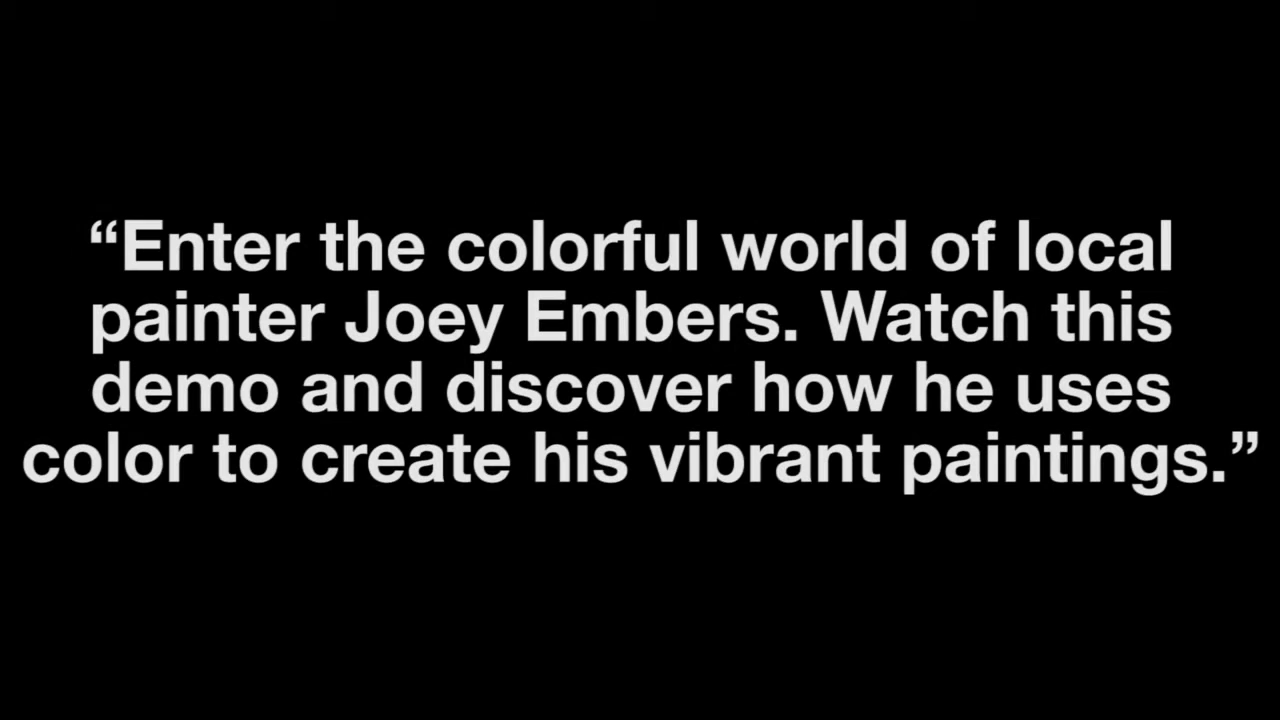 “Enter the colorful world of local
painter Joey Embers. Watch this
demo and discover how he uses
color to create his vibrant paintings.”